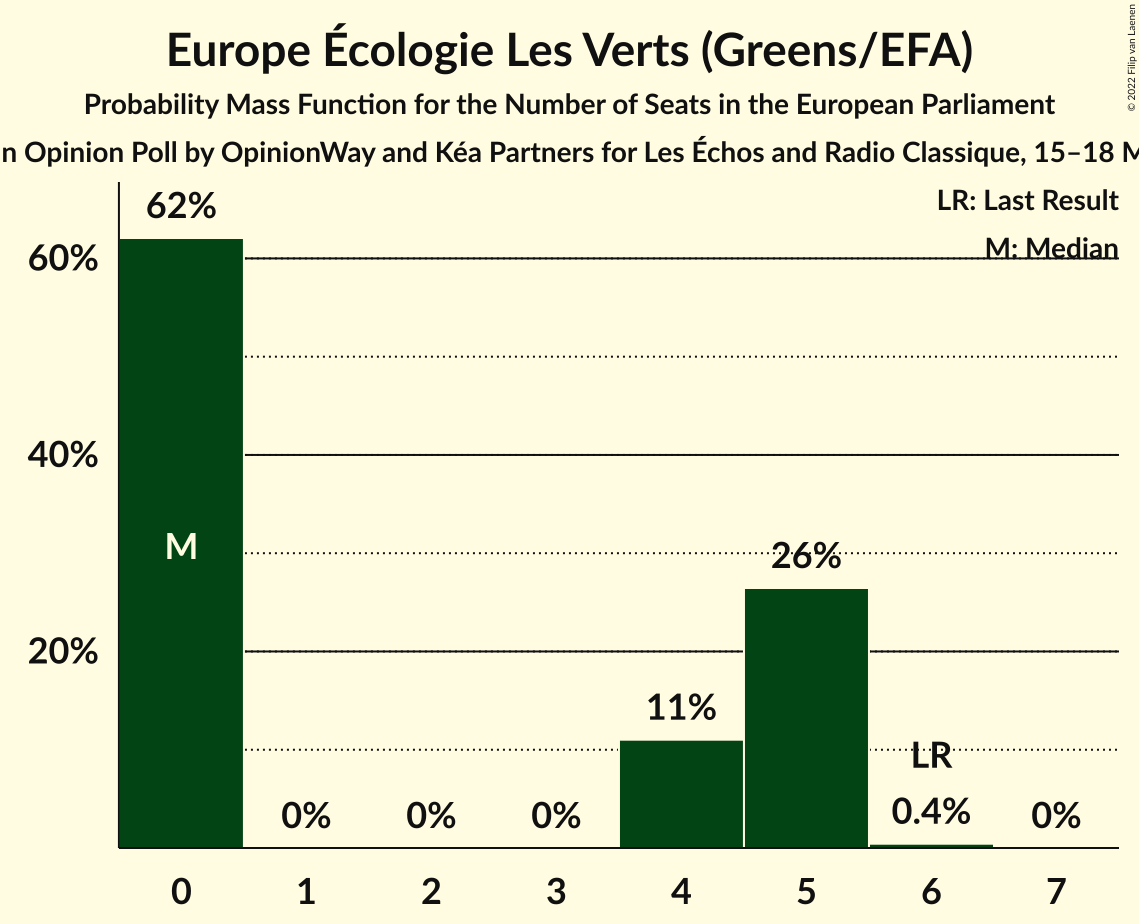 Europe Écologie Les Verts (Greens/EFA)
Probability Mass Function for the Number of Seats in the European Parliament
n Opinion Poll by OpinionWay and Kéa Partners for Les Échos and Radio Classique, 15–18 M
© 2022 Filip van Laenen
LR: Last Result
M: Median
62%
60%
40%
20%
M
0%
0%
0%
11%
26%
LR
0.4%
0%
0 1 2 3 4 5 6 7